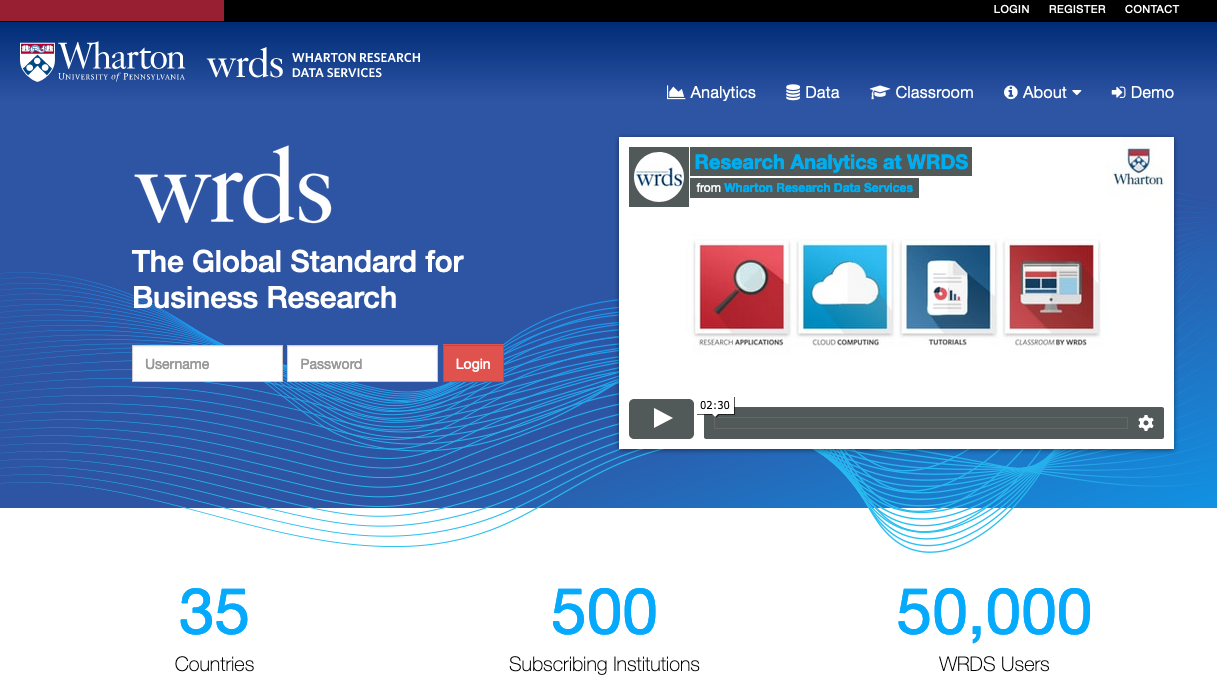 LOGIN REGISTER CONTACT
Wharton
UNIVERSITY of PENNSYLVANIA
wrds
WHARTON RESEARCH
DATA SERVICES
Analytics Data Classroom About Demo
wrds
The Global Standard for
Business Research
Username Password Login
wrds
Research Analytics at WRDS
from Wharton Research Data Services
Wharton
RESEARCH APPLICATIONS CLOUD COMPUTING TUTORIALS CLASSROOM BY WRDS
02:30
35 500 50,000
Countries Subscribing Institutions WRDS Users